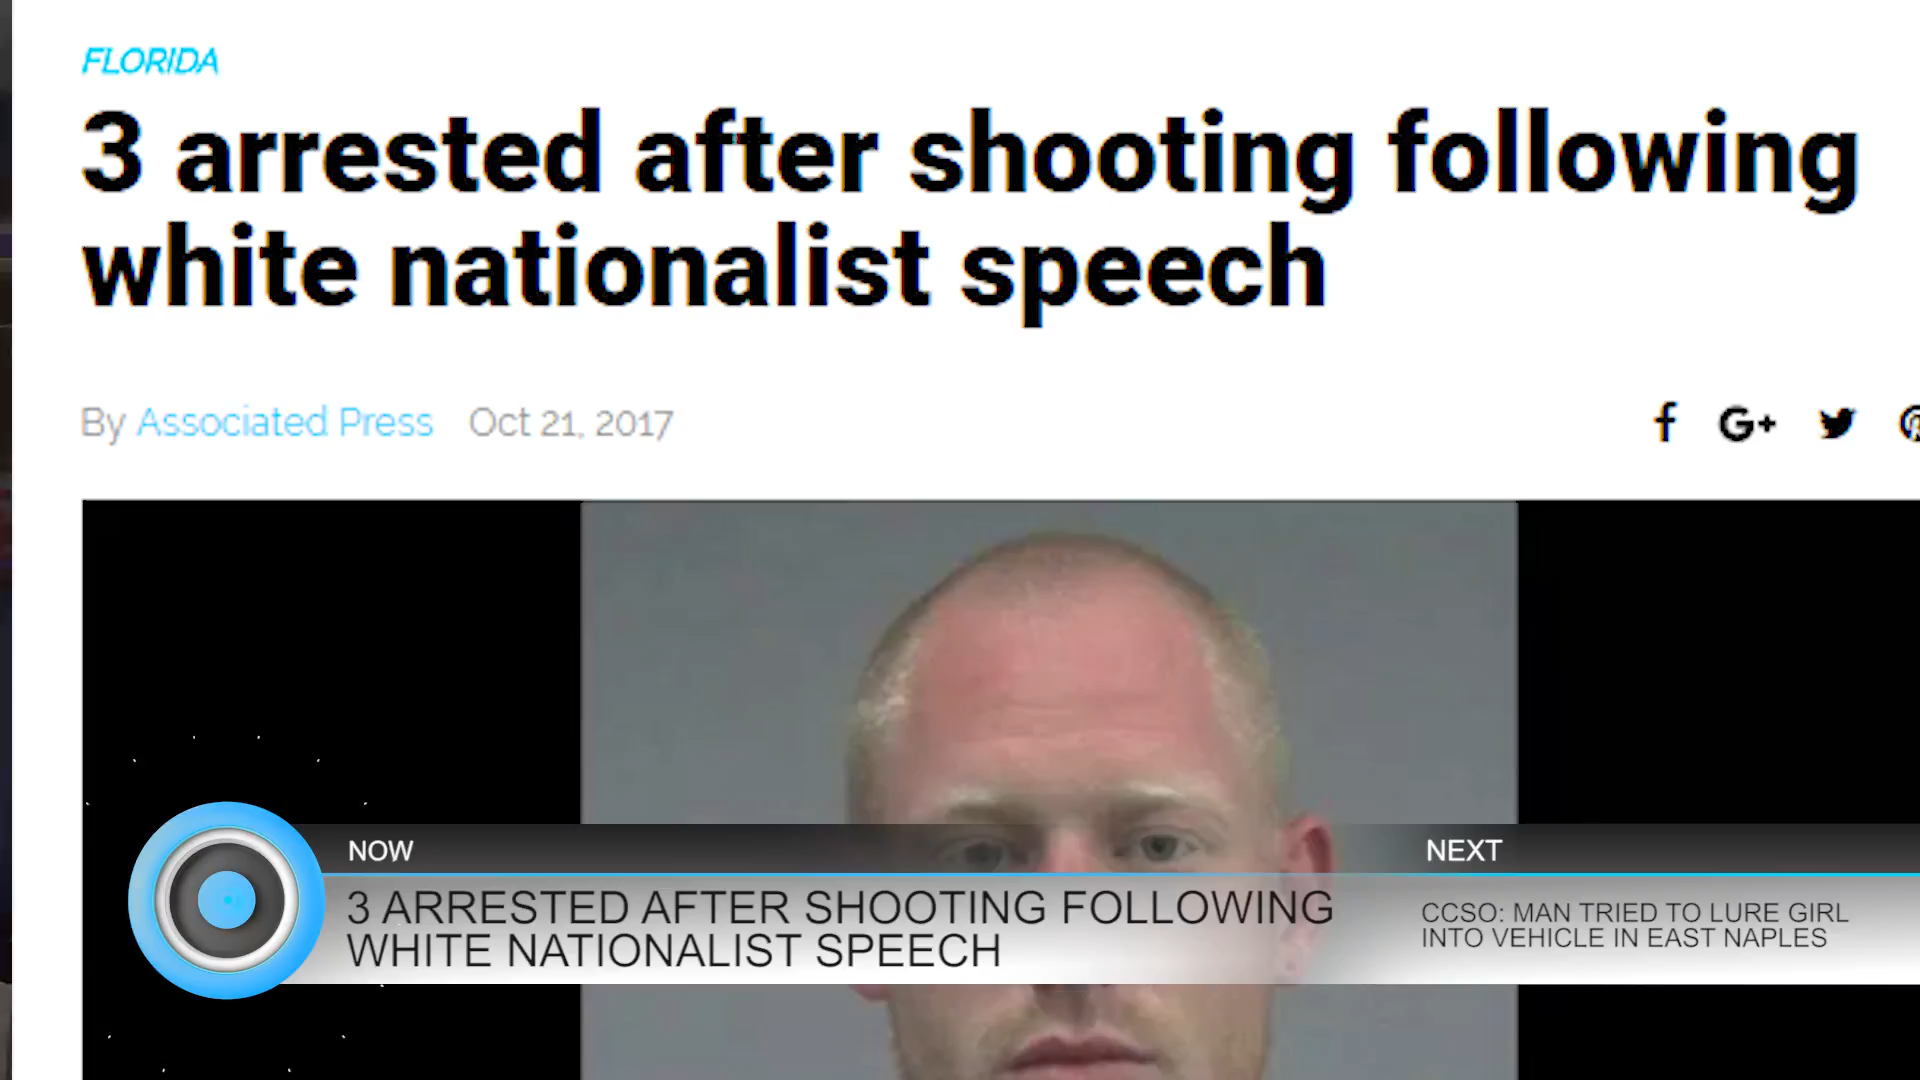 FLORIDA
3 arrested after shooting following
white nationalist speech
By Associated Press Oct 21, 2017
NOW
3 ARRESTED AFTER SHOOTING FOLLOWING
WHITE NATIONALIST SPEECH
NEXT
CCSO: MAN TRIED TO LURE GIRL
INTO VEHICLE IN EAST NAPLES